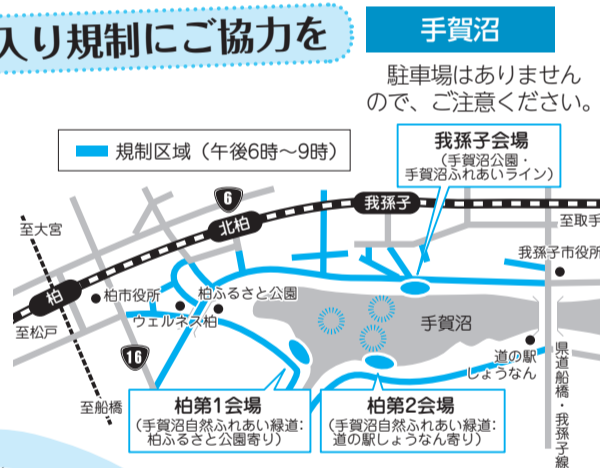 入り規制にご協力を
手賀沼
駐車場はありません
ので、ご注意ください。
規制区域（午後6時～9時）
我孫子会場
（手賀沼公園・
手賀沼ふれあいライン）
6
北柏
我孫子
至大宮
至取手
我孫子市役所
柏
柏市役所
柏ふるさと公園
ウェルネス柏
手賀沼
至松戸
16
道の駅
しょうなん
県道船橋・我孫子線
至船橋
柏第1会場
（手賀沼自然ふれあい緑道：
柏ふるさと公園寄り）
柏第2会場
（手賀沼自然ふれあい緑道：
道の駅しょうなん寄り）